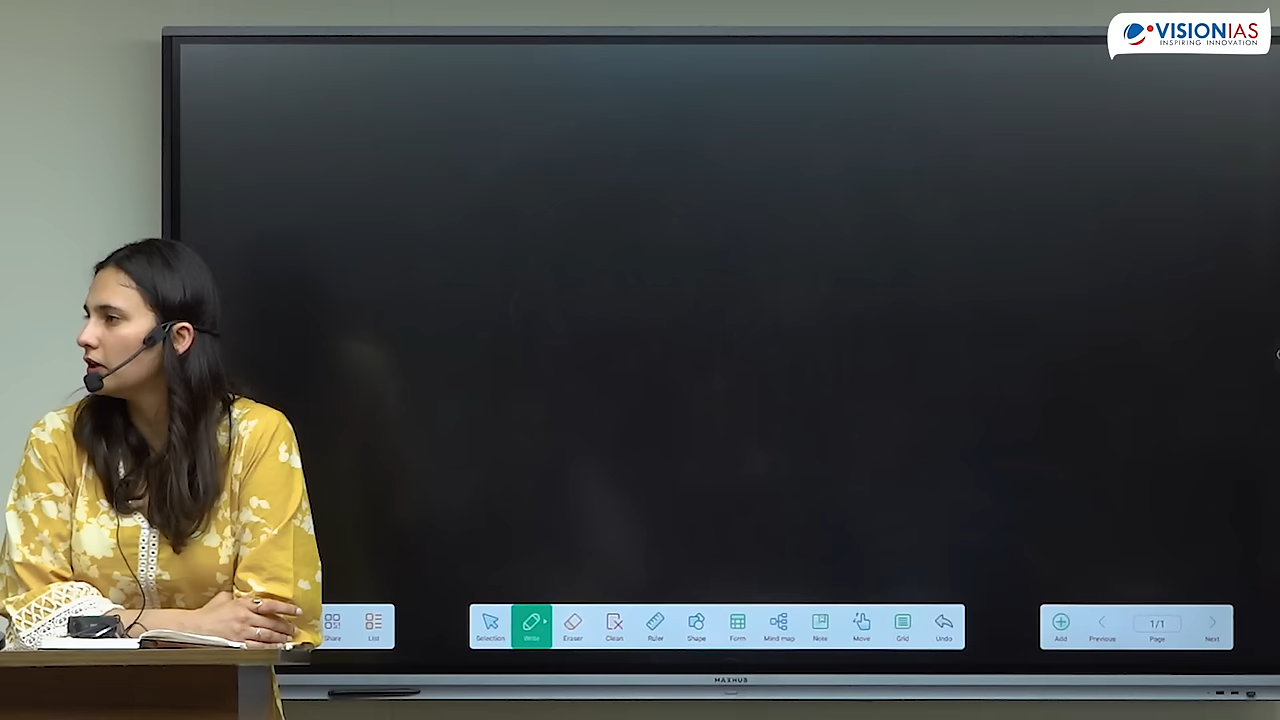 VISIONIAS
INSPIRING INNOVATION
Share
List
Selection
Write
Eraser
Clean
Ruler
Shape
Form
Mind map
Note
Move
Grid
Undo
Add
Previous
1/1
Page
Next
MAXHUB